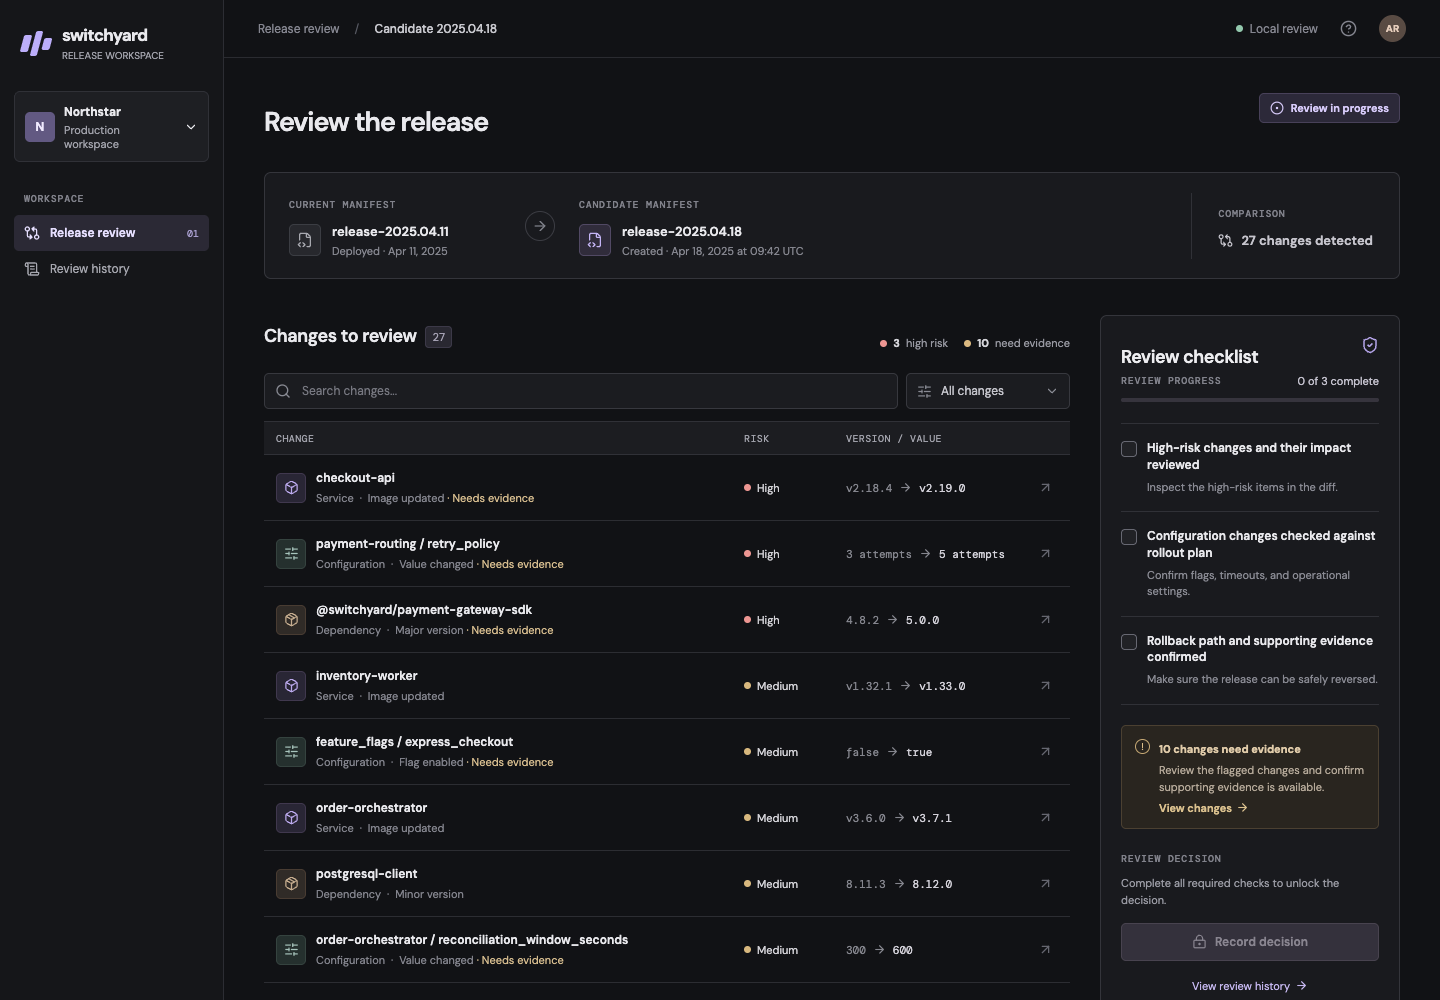 switchyard
RELEASE WORKSPACE
N
Northstar
Production
workspace
WORKSPACE
Release review 01
Review history
Release review / Candidate 2025.04.18
Local review
AR
Review the release
Review in progress
CURRENT MANIFEST
release-2025.04.11
Deployed · Apr 11, 2025
CANDIDATE MANIFEST
release-2025.04.18
Created · Apr 18, 2025 at 09:42 UTC
COMPARISON
27 changes detected
Changes to review 27
3 high risk 10 need evidence
Search changes...
All changes
CHANGE RISK VERSION / VALUE
checkout-api
Service · Image updated · Needs evidence
High
v2.18.4 → v2.19.0
payment-routing / retry_policy
Configuration · Value changed · Needs evidence
High
3 attempts → 5 attempts
@switchyard/payment-gateway-sdk
Dependency · Major version · Needs evidence
High
4.8.2 → 5.0.0
inventory-worker
Service · Image updated
Medium
v1.32.1 → v1.33.0
feature_flags / express_checkout
Configuration · Flag enabled · Needs evidence
Medium
false → true
order-orchestrator
Service · Image updated
Medium
v3.6.0 → v3.7.1
postgresql-client
Dependency · Minor version
Medium
8.11.3 → 8.12.0
order-orchestrator / reconciliation_window_seconds
Configuration · Value changed · Needs evidence
Medium
300 → 600
Review checklist
REVIEW PROGRESS 0 of 3 complete
High-risk changes and their impact
reviewed
Inspect the high-risk items in the diff.
Configuration changes checked against
rollout plan
Confirm flags, timeouts, and operational
settings.
Rollback path and supporting evidence
confirmed
Make sure the release can be safely reversed.
10 changes need evidence
Review the flagged changes and confirm
supporting evidence is available.
View changes →
REVIEW DECISION
Complete all required checks to unlock the
decision.
Record decision
View review history →